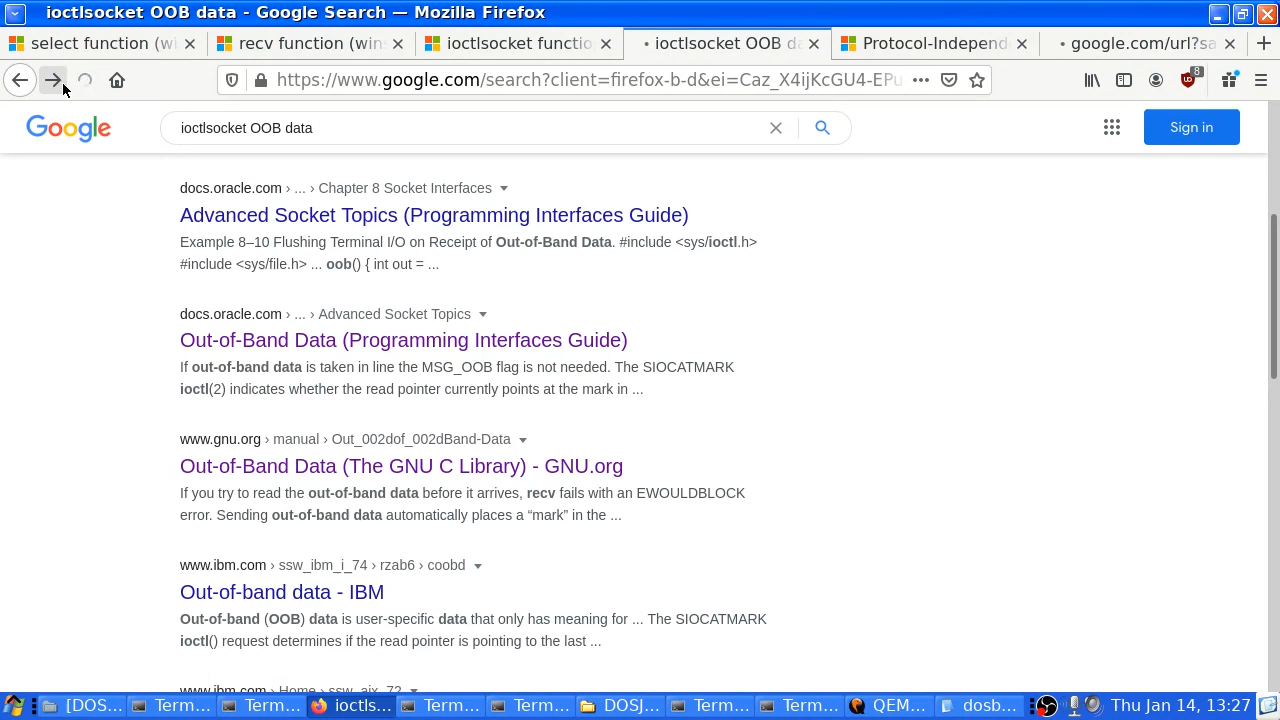 ioctlsocket OOB data - Google Search — Mozilla Firefox
select function (wi
recv function (wins
ioctlsocket functio
ioctlsocket OOB da
Protocol-Independ
google.com/url?sa
https://www.google.com/search?client=firefox-b-d&ei=Caz_X4ijKcGU4-EPu
8
Google
ioctlsocket OOB data
Sign in
docs.oracle.com › ... › Chapter 8 Socket Interfaces
Advanced Socket Topics (Programming Interfaces Guide)
Example 8–10 Flushing Terminal I/O on Receipt of Out-of-Band Data. #include <sys/ioctl.h>
#include <sys/file.h> ... oob() { int out = ...
docs.oracle.com › ... › Advanced Socket Topics
Out-of-Band Data (Programming Interfaces Guide)
If out-of-band data is taken in line the MSG_OOB flag is not needed. The SIOCATMARK
ioctl(2) indicates whether the read pointer currently points at the mark in ...
www.gnu.org › manual › Out_002dof_002dBand-Data
Out-of-Band Data (The GNU C Library) - GNU.org
If you try to read the out-of-band data before it arrives, recv fails with an EWOULDBLOCK
error. Sending out-of-band data automatically places a “mark” in the ...
www.ibm.com › ssw_ibm_i_74 › rzab6 › coobd
Out-of-band data - IBM
Out-of-band (OOB) data is user-specific data that only has meaning for ... The SIOCATMARK
ioctl() request determines if the read pointer is pointing to the last ...
www.ibm.com › Home › ssw_aix_72
[DOS...
Term...
Term...
ioctls...
Term...
Term...
DOSJ...
Term...
Term...
QEM...
dosb...
Thu Jan 14, 13:27